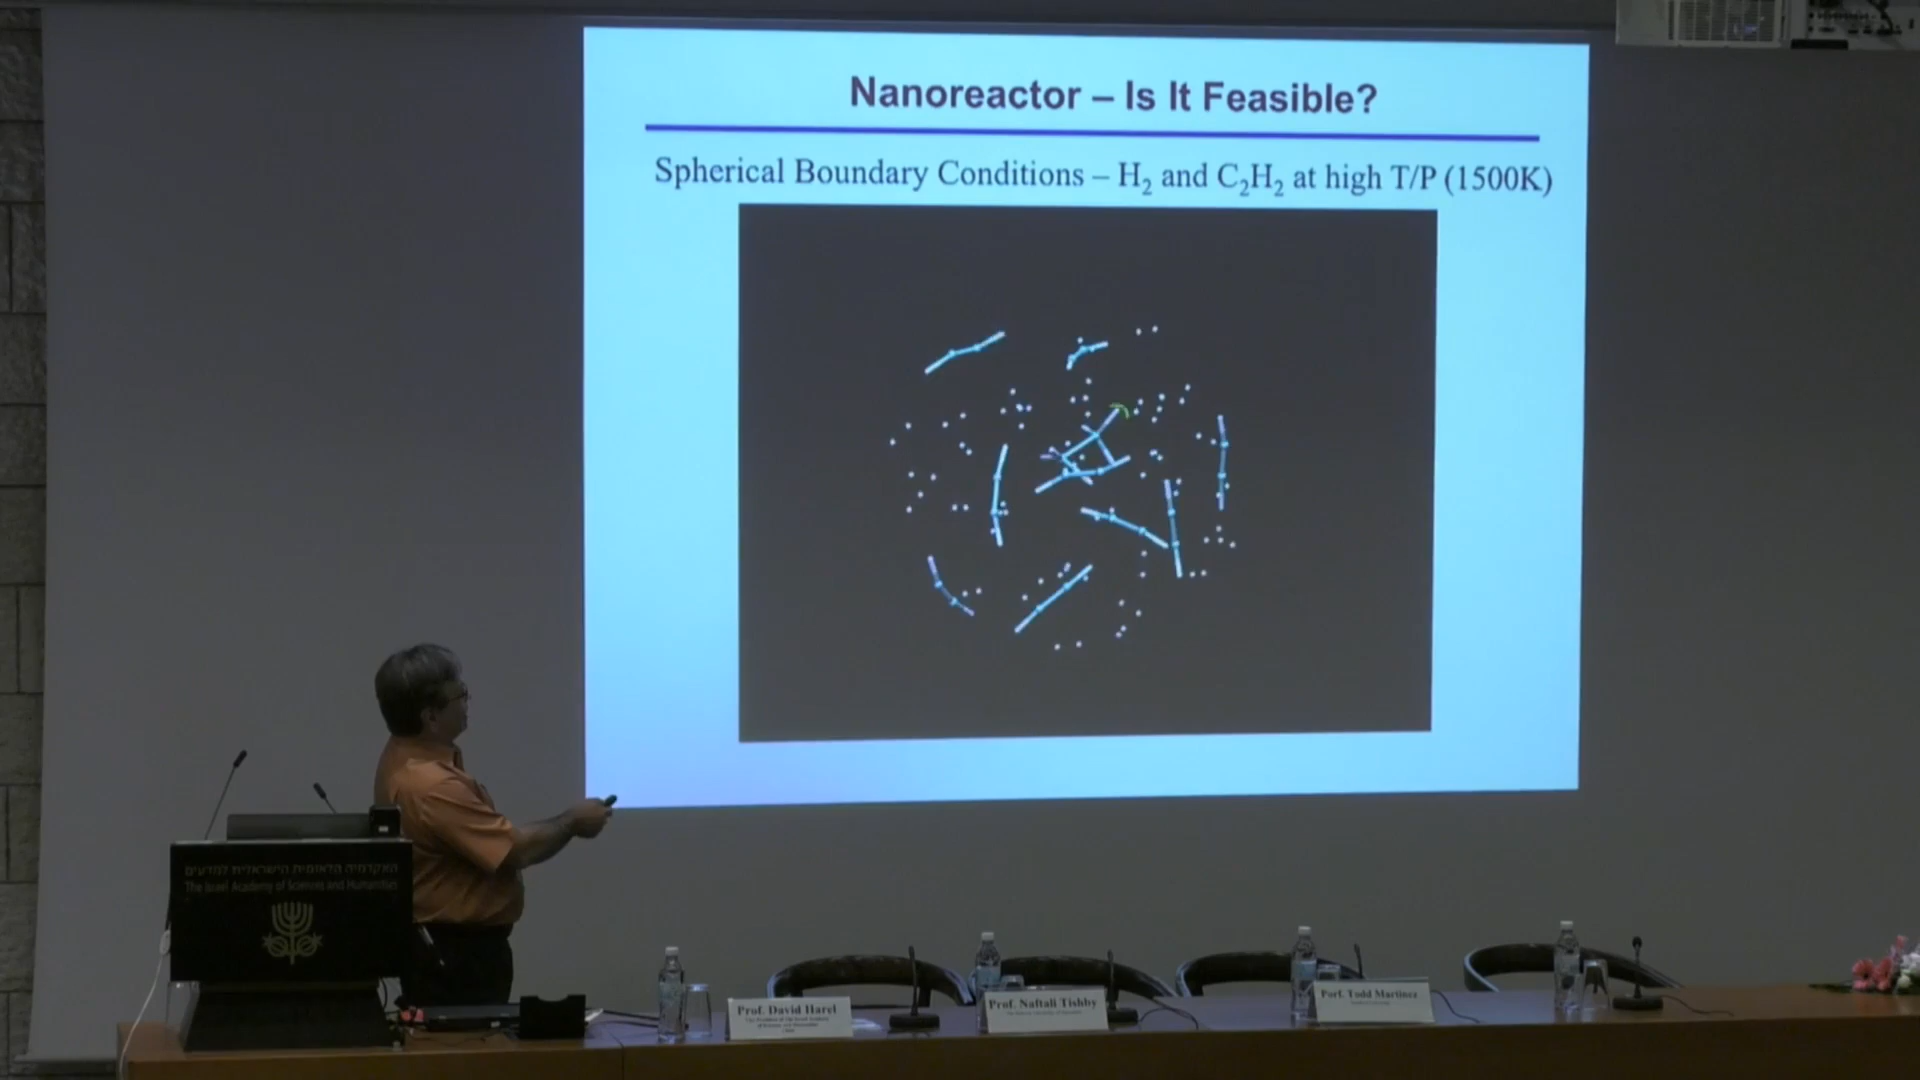 Nanoreactor – Is It Feasible?
Spherical Boundary Conditions – H₂ and C₂H₂ at high T/P (1500K)
האקדמיה הלאומית הישראלית למדעים
The Israel Academy of Sciences and Humanities
Prof. David Harel
Prof. Naftali Tishby
Porf. Todd Martinez